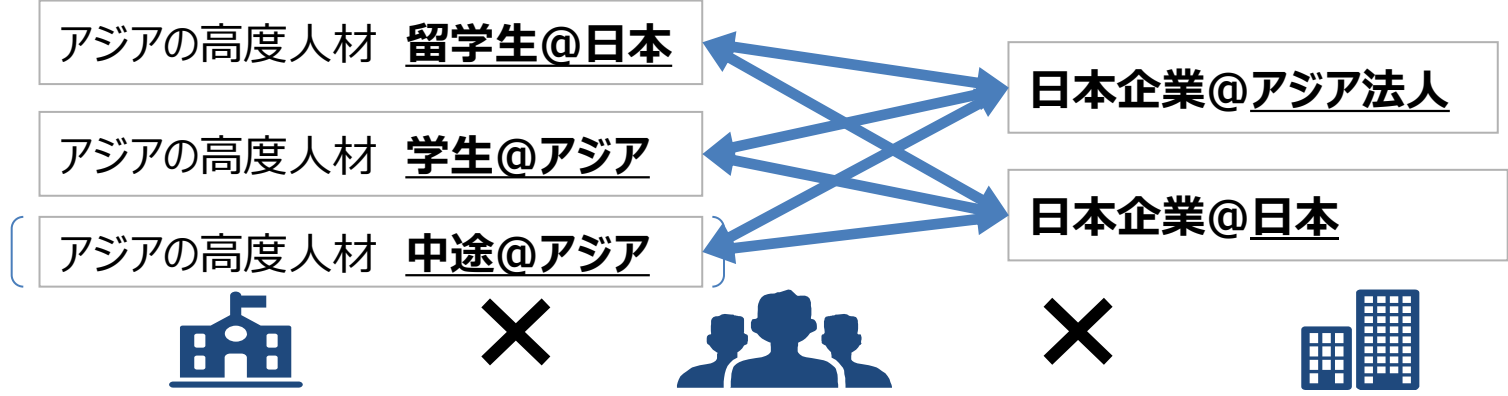 アジアの高度人材 留学生@日本
アジアの高度人材 学生@アジア
アジアの高度人材 中途@アジア
日本企業@アジア法人
日本企業@日本